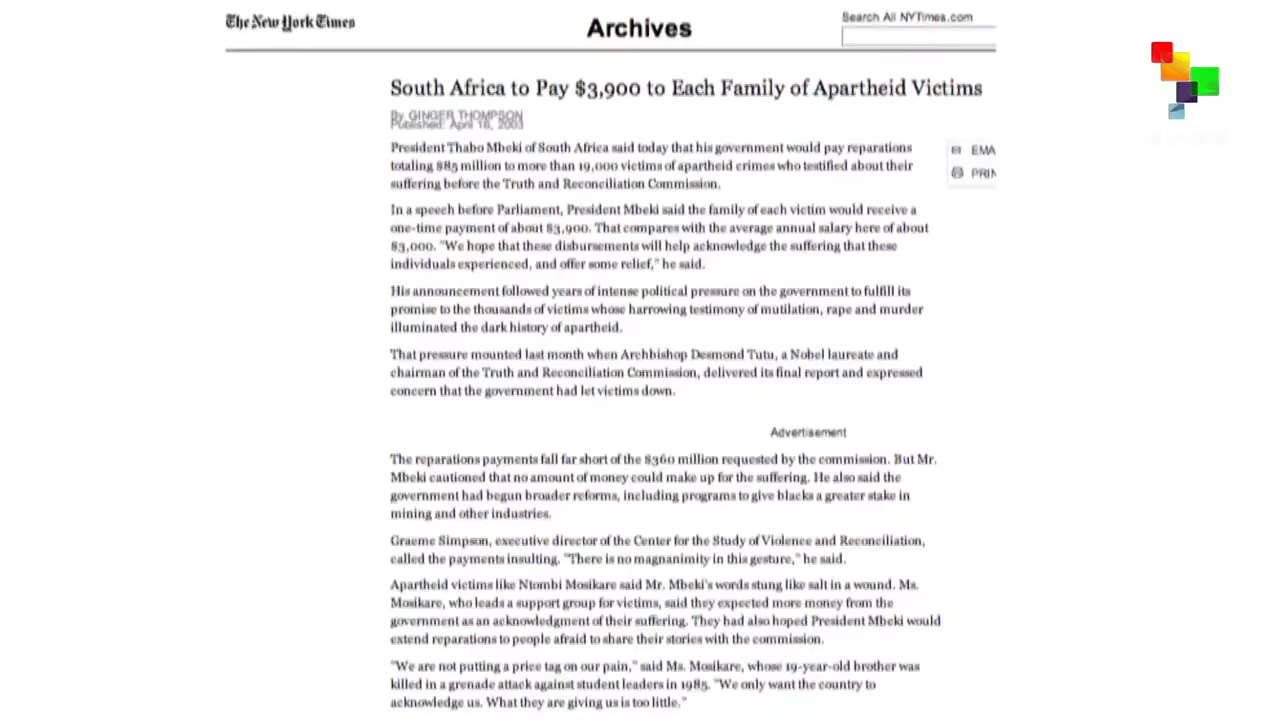 The New York Times
Archives
Search All NYTimes.com
South Africa to Pay $3,900 to Each Family of Apartheid Victims
By GINGER THOMPSON
Published: April 16, 2003
President Thabo Mbeki of South Africa said today that his government would pay reparations
totaling $85 million to more than 19,000 victims of apartheid crimes who testified about their
suffering before the Truth and Reconciliation Commission.
EMA
PRIN
In a speech before Parliament, President Mbeki said the family of each victim would receive a
one-time payment of about $3,900. That compares with the average annual salary here of about
$3,000. "We hope that these disbursements will help acknowledge the suffering that these
individuals experienced, and offer some relief," he said.
His announcement followed years of intense political pressure on the government to fulfill its
promise to the thousands of victims whose harrowing testimony of mutilation, rape and murder
illuminated the dark history of apartheid.
That pressure mounted last month when Archbishop Desmond Tutu, a Nobel laureate and
chairman of the Truth and Reconciliation Commission, delivered its final report and expressed
concern that the government had let victims down.
Advertisement
The reparations payments fall far short of the $360 million requested by the commission. But Mr.
Mbeki cautioned that no amount of money could make up for the suffering. He also said the
government had begun broader reforms, including programs to give blacks a greater stake in
mining and other industries.
Graeme Simpson, executive director of the Center for the Study of Violence and Reconciliation,
called the payments insulting. "There is no magnanimity in this gesture," he said.
Apartheid victims like Ntombi Mosikare said Mr. Mbeki's words stung like salt in a wound. Ms.
Mosikare, who leads a support group for victims, said they expected more money from the
government as an acknowledgment of their suffering. They had also hoped President Mbeki would
extend reparations to people afraid to share their stories with the commission.
"We are not putting a price tag on our pain," said Ms. Mosikare, whose 19-year-old brother was
killed in a grenade attack against student leaders in 1985. "We only want the country to
acknowledge us. What they are giving us is too little."